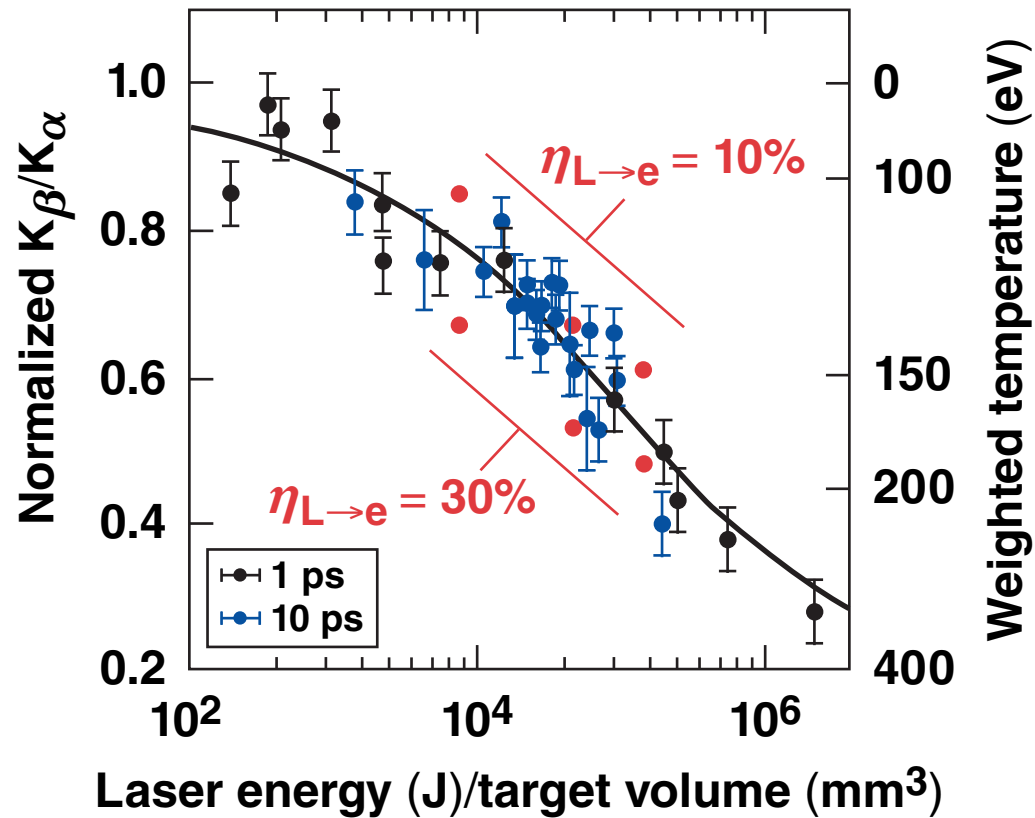 Normalized Kβ/Kα
1.0
0.8
0.6
0.4
0.2
ηL→e = 10%
ηL→e = 30%
1 ps
10 ps
0
100
150
200
400
Weighted temperature (eV)
10²
10⁴
10⁶
Laser energy (J)/target volume (mm³)